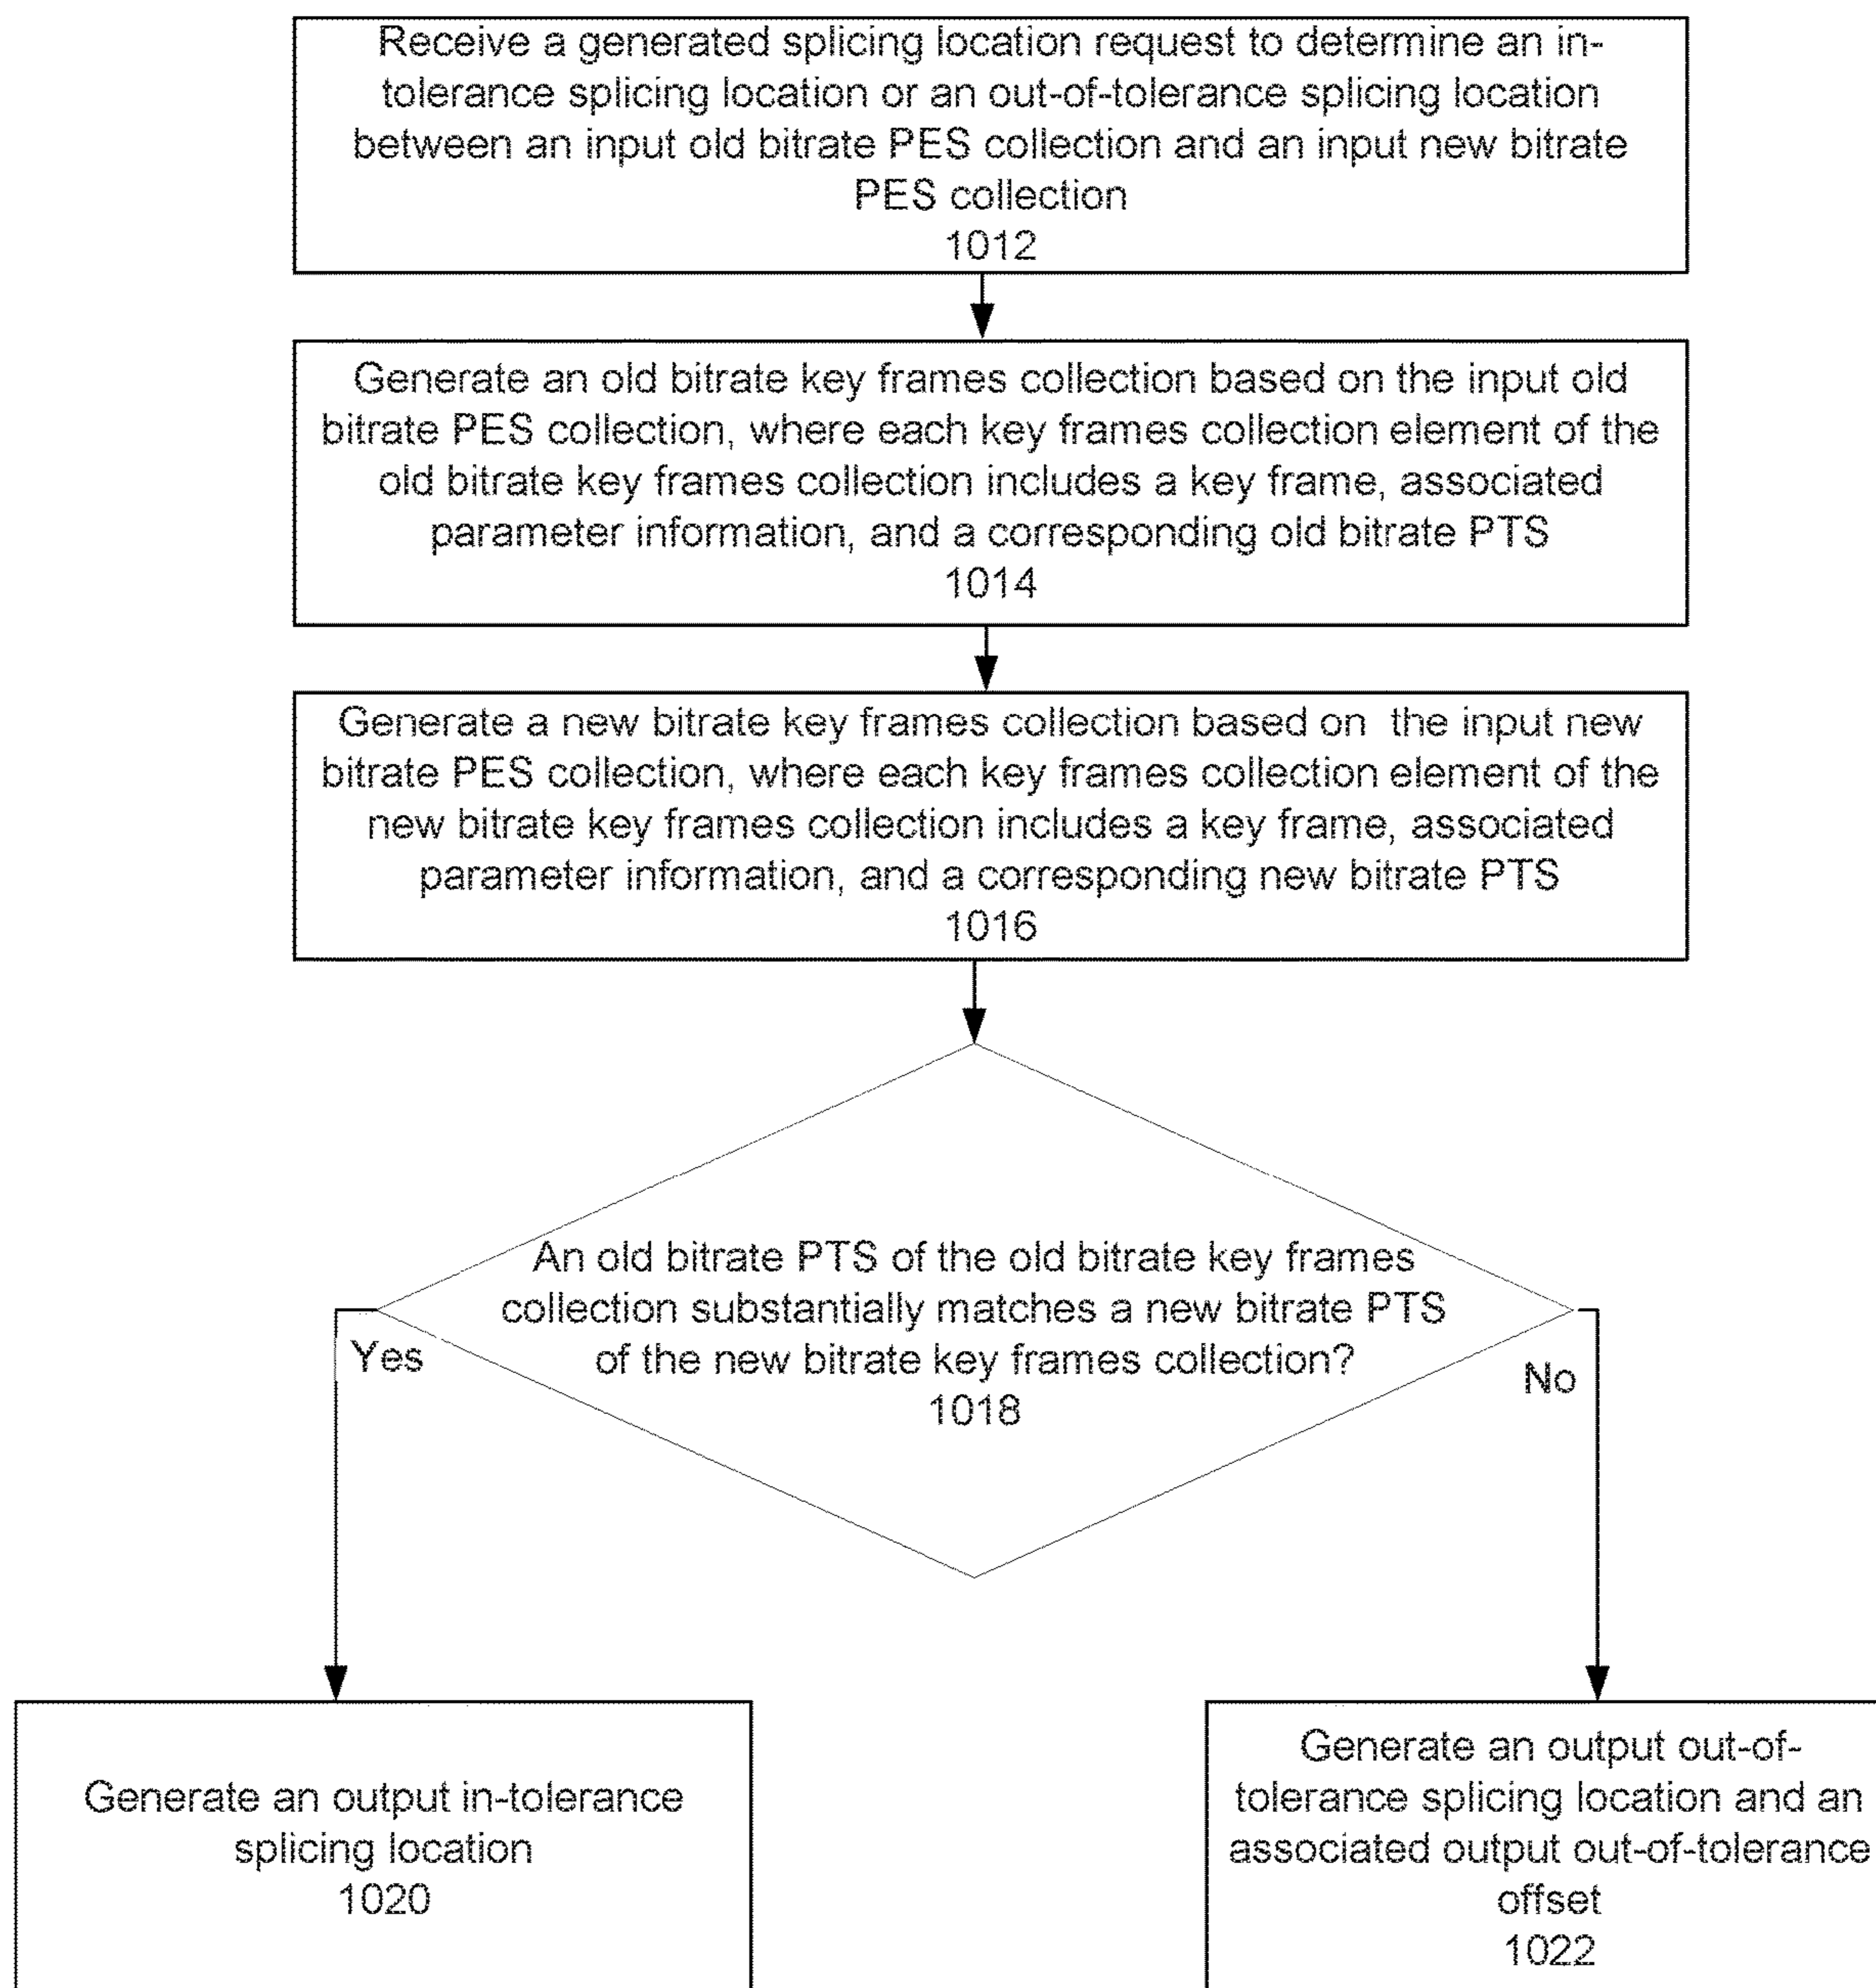 Receive a generated splicing location request to determine an in-
tolerance splicing location or an out-of-tolerance splicing location
between an input old bitrate PES collection and an input new bitrate
PES collection
1012
Generate an old bitrate key frames collection based on the input old
bitrate PES collection, where each key frames collection element of the
old bitrate key frames collection includes a key frame, associated
parameter information, and a corresponding old bitrate PTS
1014
Generate a new bitrate key frames collection based on the input new
bitrate PES collection, where each key frames collection element of the
new bitrate key frames collection includes a key frame, associated
parameter information, and a corresponding new bitrate PTS
1016
An old bitrate PTS of the old bitrate key frames
collection substantially matches a new bitrate PTS
of the new bitrate key frames collection?
1018
Yes
No
Generate an output in-tolerance
splicing location
1020
Generate an output out-of-
tolerance splicing location and an
associated output out-of-tolerance
offset
1022